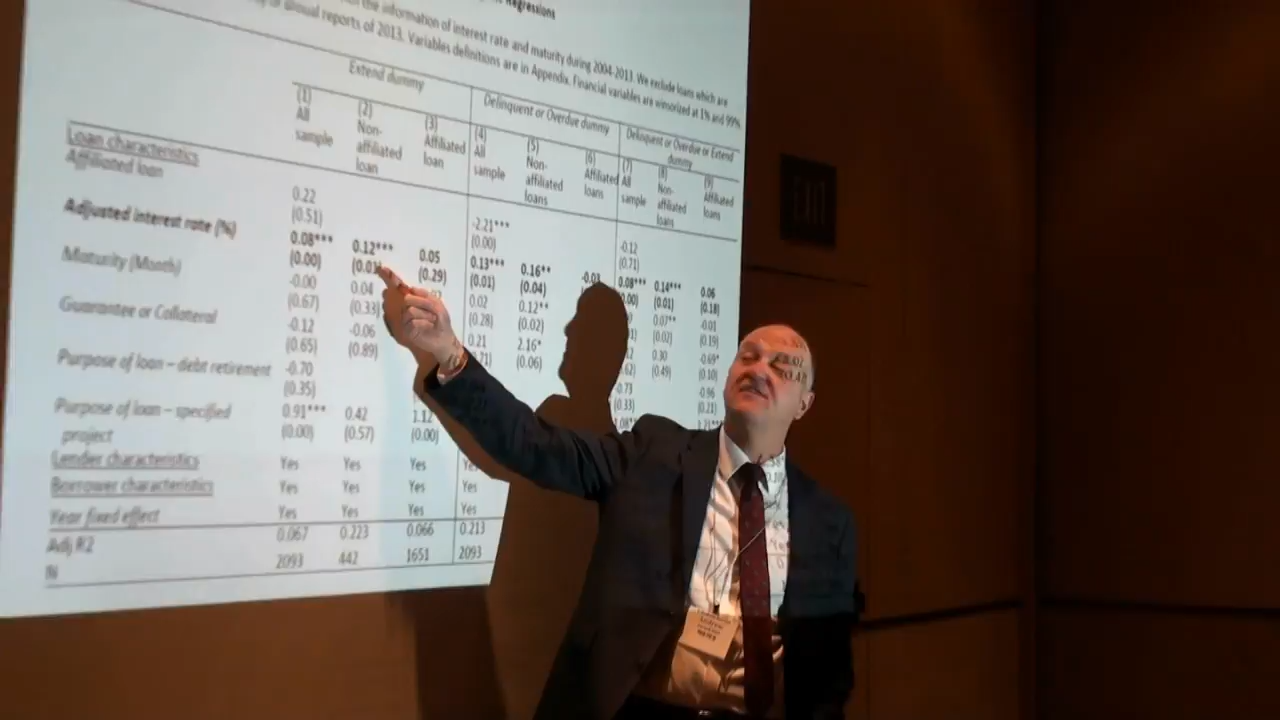 Regressions
the information of interest rate and maturity during 2004-2013. We exclude loans which are
annual reports of 2013. Variables definitions are in Appendix. Financial variables are winsorized at 1% and 99%
Extend dummy Delinquent or Overdue dummy Delinquent or Overdue or Extend dummy
(1) (2) (3) (4) (5) (6) (7) (8) (9)
All sample Non-affiliated loan Affiliated loan All sample Non-affiliated loans Affiliated loans All sample Non-affiliated loans Affiliated loans
Loan characteristics
Affiliated loan 0.22 -2.21*** -0.12
(0.51) (0.00) (0.71)
Adjusted interest rate (%) 0.08*** 0.12*** 0.05 0.13*** 0.16** -0.03 0.08*** 0.14*** 0.06
(0.00) (0.01) (0.29) (0.01) (0.04) (0.01) (0.18)
Maturity (Month) -0.00 0.04 0.02 0.12** 0.07** -0.01
(0.67) (0.33) (0.28) (0.02) (0.02) (0.19)
Guarantee or Collateral -0.12 -0.06 0.21 2.16* 0.30 -0.69*
(0.65) (0.89) (0.06) (0.49) (0.10)
Purpose of loan – debt retirement -0.70 -0.73 -0.96
(0.35) (0.33) (0.21)
Purpose of loan – specified project 0.91*** 0.42 1.12
(0.00) (0.57) (0.00)
Lender characteristics Yes Yes Yes
Borrower characteristics Yes Yes Yes Yes
Year fixed effect Yes Yes Yes Yes
Adj R2 0.067 0.223 0.066 0.213
N 2093 442 1651 2093
EXIT
Andrew